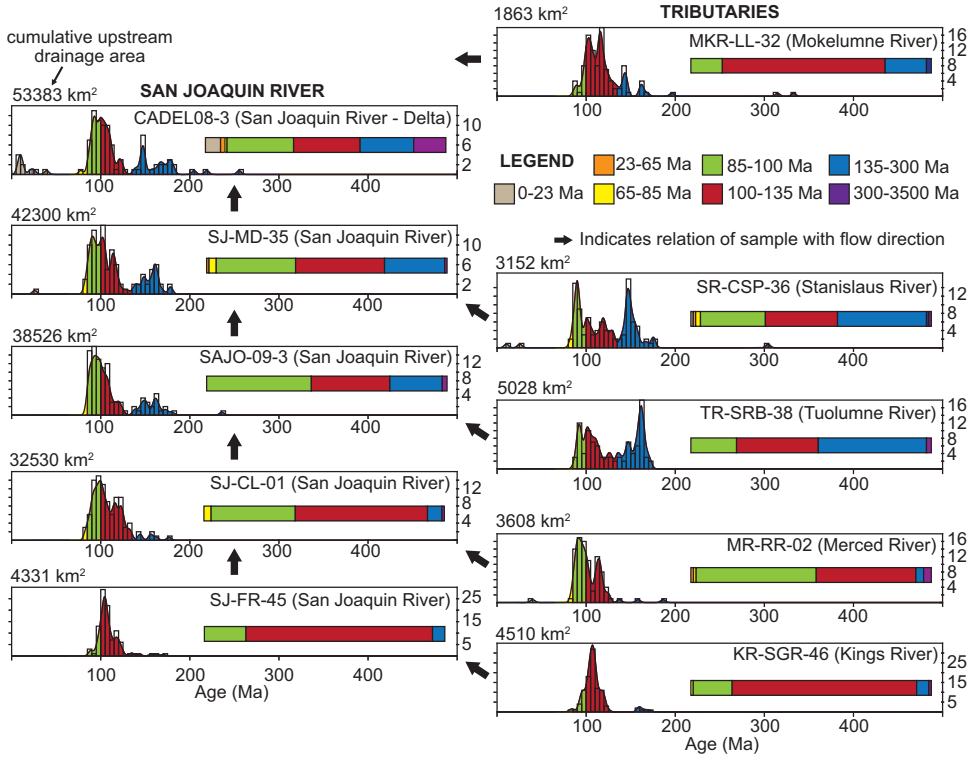 cumulative upstream
drainage area
53383 km²
SAN JOAQUIN RIVER
CADEL08-3 (San Joaquin River - Delta)
10
6
2
100
200
300
400
42300 km²
SJ-MD-35 (San Joaquin River)
10
6
2
100
200
300
400
38526 km²
SAJO-09-3 (San Joaquin River)
12
8
4
100
200
300
400
32530 km²
SJ-CL-01 (San Joaquin River)
12
8
4
100
200
300
400
4331 km²
SJ-FR-45 (San Joaquin River)
25
15
5
100
200
300
400
Age (Ma)
1863 km²
TRIBUTARIES
MKR-LL-32 (Mokelumne River)
16
12
8
4
100
200
300
400
LEGEND
23-65 Ma
85-100 Ma
135-300 Ma
0-23 Ma
65-85 Ma
100-135 Ma
300-3500 Ma
Indicates relation of sample with flow direction
3152 km²
SR-CSP-36 (Stanislaus River)
12
8
4
100
200
300
400
5028 km²
TR-SRB-38 (Tuolumne River)
16
12
8
4
100
200
300
400
3608 km²
MR-RR-02 (Merced River)
16
12
8
4
100
200
300
400
4510 km²
KR-SGR-46 (Kings River)
25
15
5
100
200
300
400
Age (Ma)